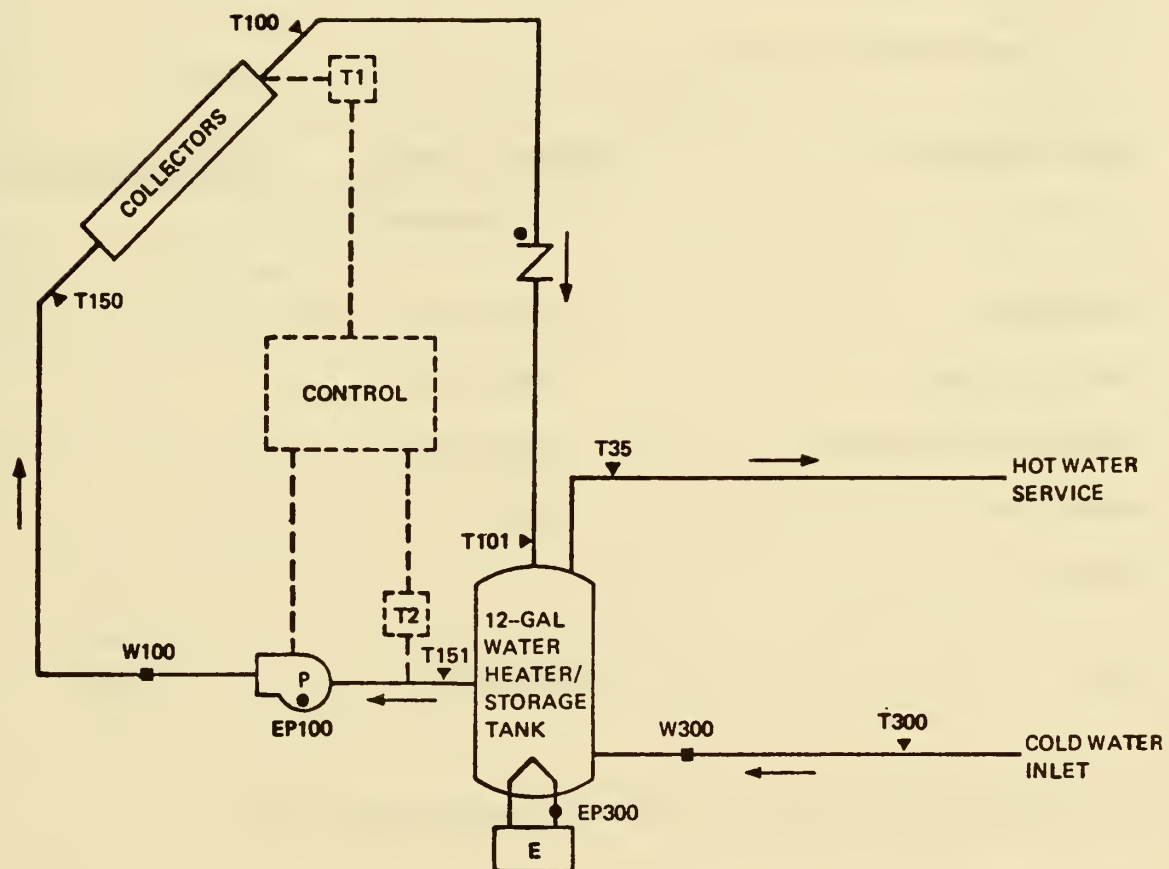 T100
T1
COLLECTORS
T150
CONTROL
T35
HOT WATER
SERVICE
T101
T2
12-GAL
WATER
HEATER/
STORAGE
TANK
T151
W100
P
EP100
W300
T300
COLD WATER
INLET
EP300
E